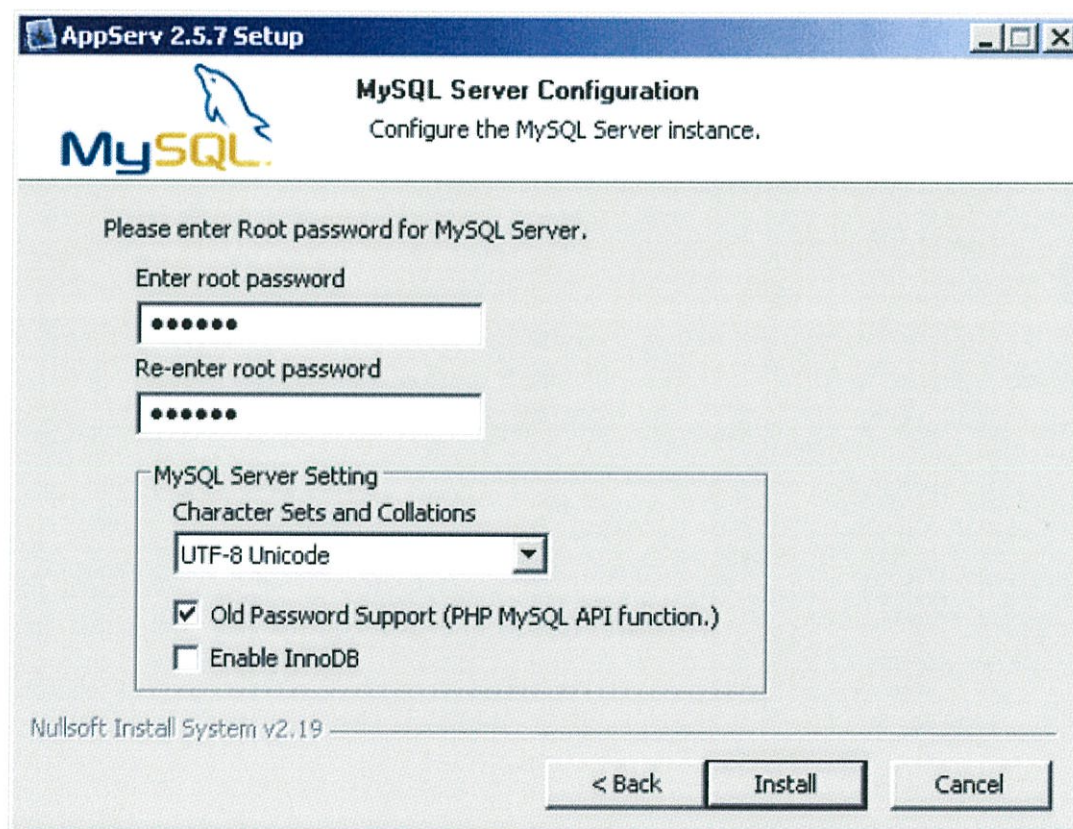 AppServ 2.5.7 Setup
MySQL
MySQL Server Configuration
Configure the MySQL Server instance.
Please enter Root password for MySQL Server.
Enter root password
●●●●●●
Re-enter root password
●●●●●●
MySQL Server Setting
Character Sets and Collations
UTF-8 Unicode
Old Password Support (PHP MySQL API function.)
Enable InnoDB
Nullsoft Install System v2.19
< Back Install Cancel